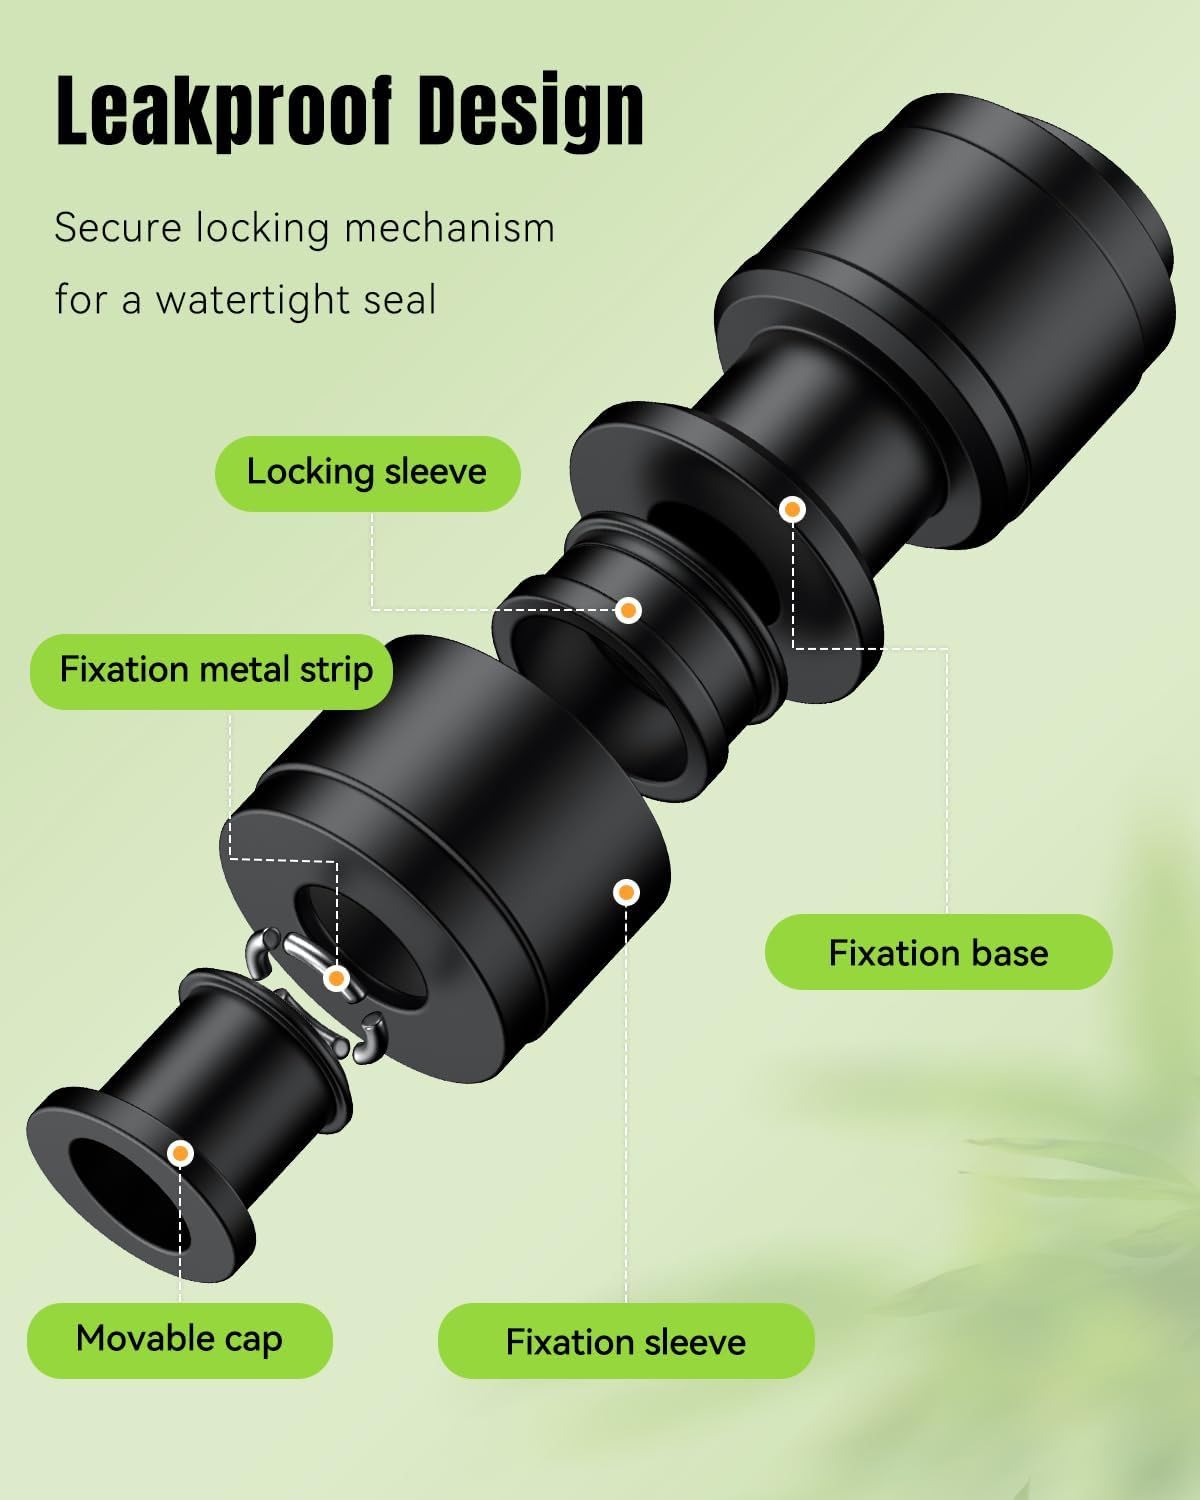 Leakproof Design
Secure locking mechanism
for a watertight seal
Locking sleeve
Fixation metal strip
Fixation base
Movable cap
Fixation sleeve